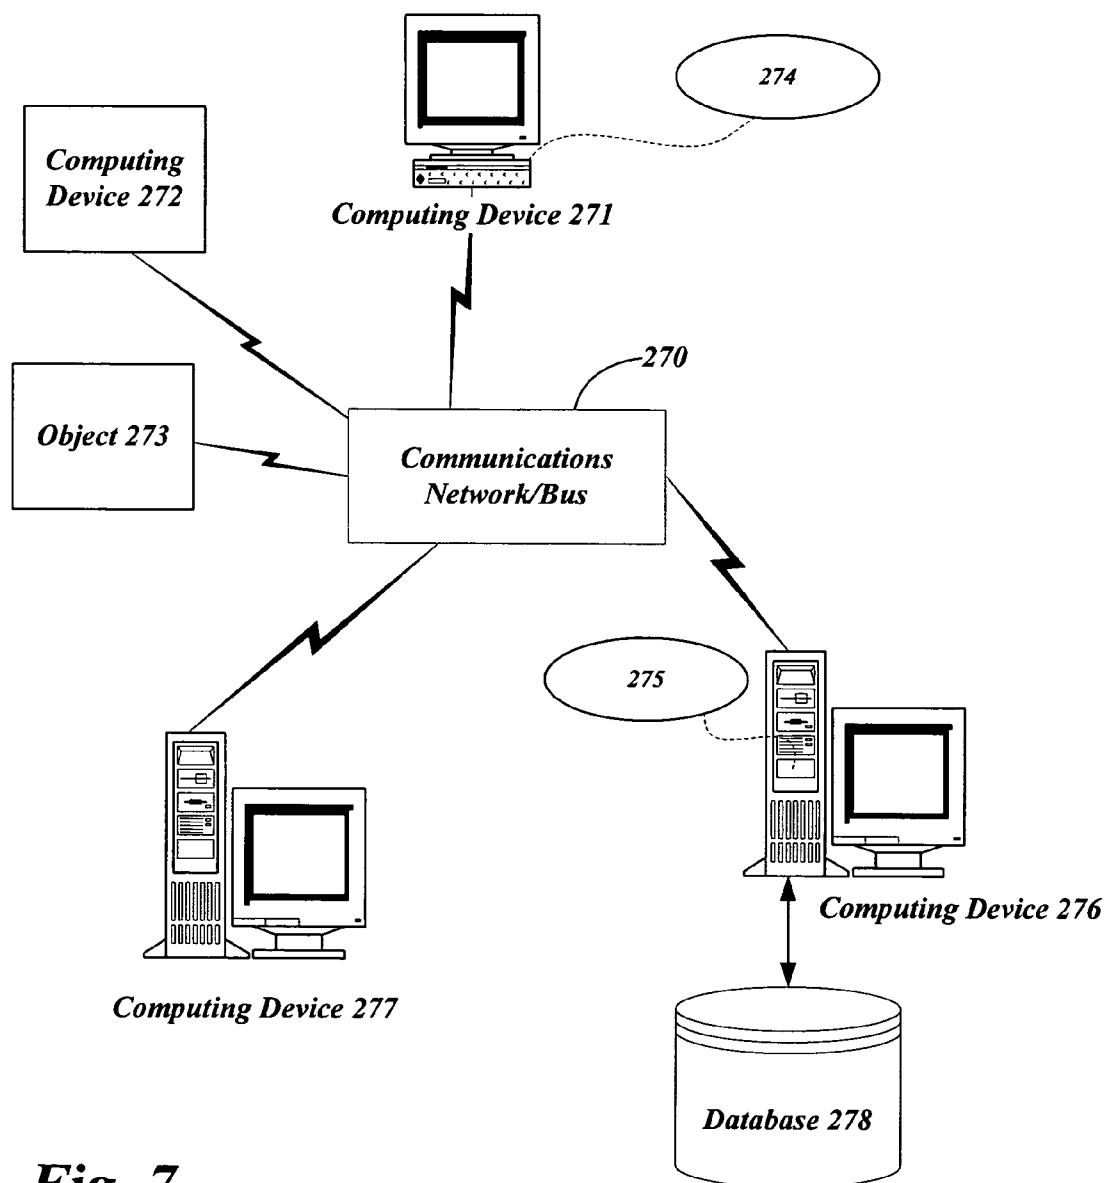 274
Computing
Device 272
Computing Device 271
270
Object 273
Communications
Network/Bus
275
Computing Device 276
Computing Device 277
Database 278
Fig. 7